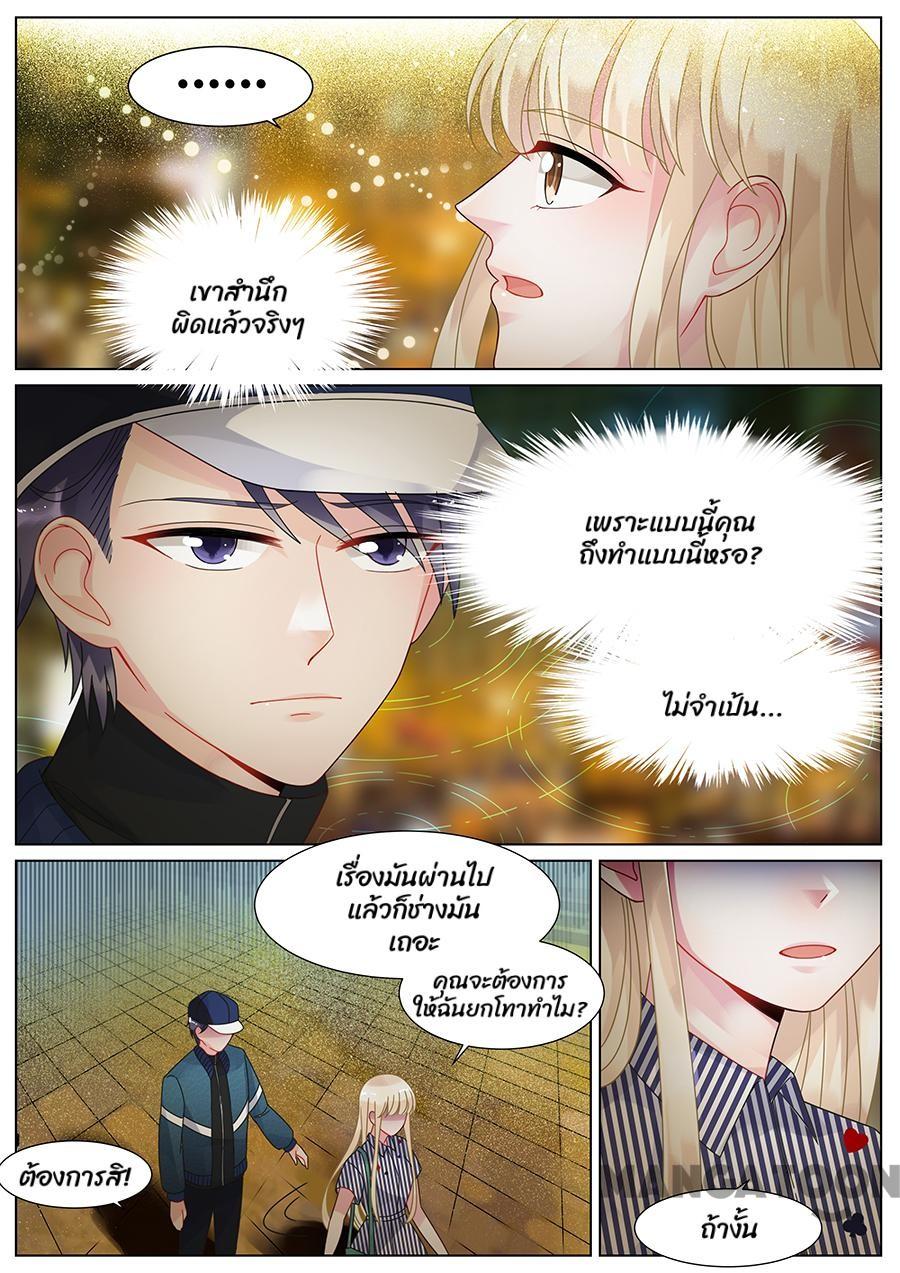 ••••••
เขาสำนึก
ผิดแล้วจริงๆ
เพราะแบบนี้คุณ
ถึงทำแบบนี้หรอ?
ไม่จำเป้น...
เรื่องมันผ่านไป
แล้วก็ช่างมัน
เถอะ
คุณจะต้องการ
ให้ฉันยกโทาทำไม?
ต้องการสิ!
ถ้างั้น
MANGATOON